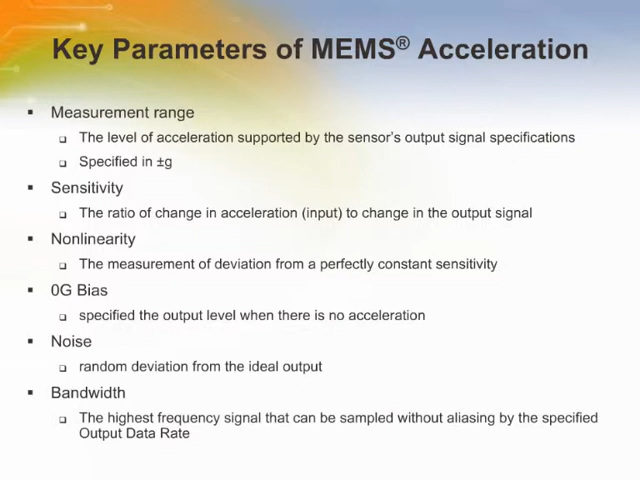 Key Parameters of MEMS® Acceleration
▪ Measurement range
❑ The level of acceleration supported by the sensor's output signal specifications
❑ Specified in ±g
▪ Sensitivity
❑ The ratio of change in acceleration (input) to change in the output signal
▪ Nonlinearity
❑ The measurement of deviation from a perfectly constant sensitivity
▪ 0G Bias
❑ specified the output level when there is no acceleration
▪ Noise
❑ random deviation from the ideal output
▪ Bandwidth
❑ The highest frequency signal that can be sampled without aliasing by the specified
Output Data Rate